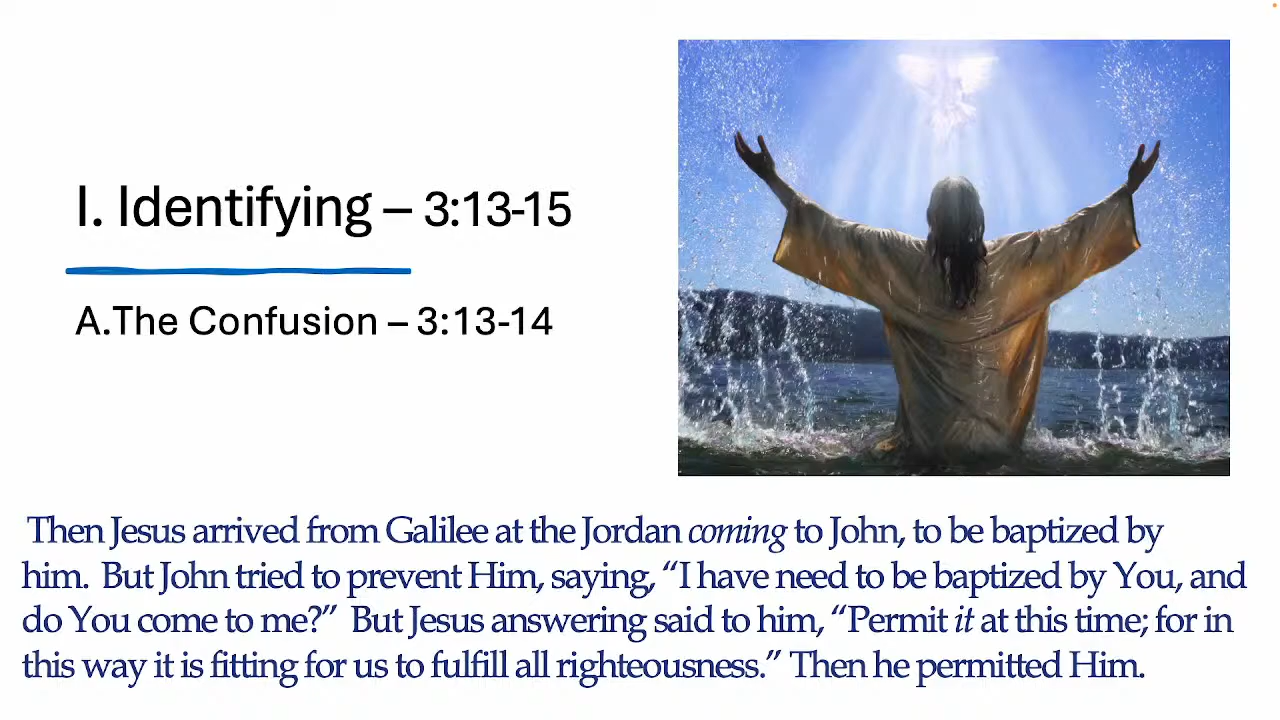 I. Identifying – 3:13-15
A.The Confusion – 3:13-14
Then Jesus arrived from Galilee at the Jordan coming to John, to be baptized by
him.  But John tried to prevent Him, saying, “I have need to be baptized by You, and
do You come to me?”  But Jesus answering said to him, “Permit it at this time; for in
this way it is fitting for us to fulfill all righteousness.” Then he permitted Him.